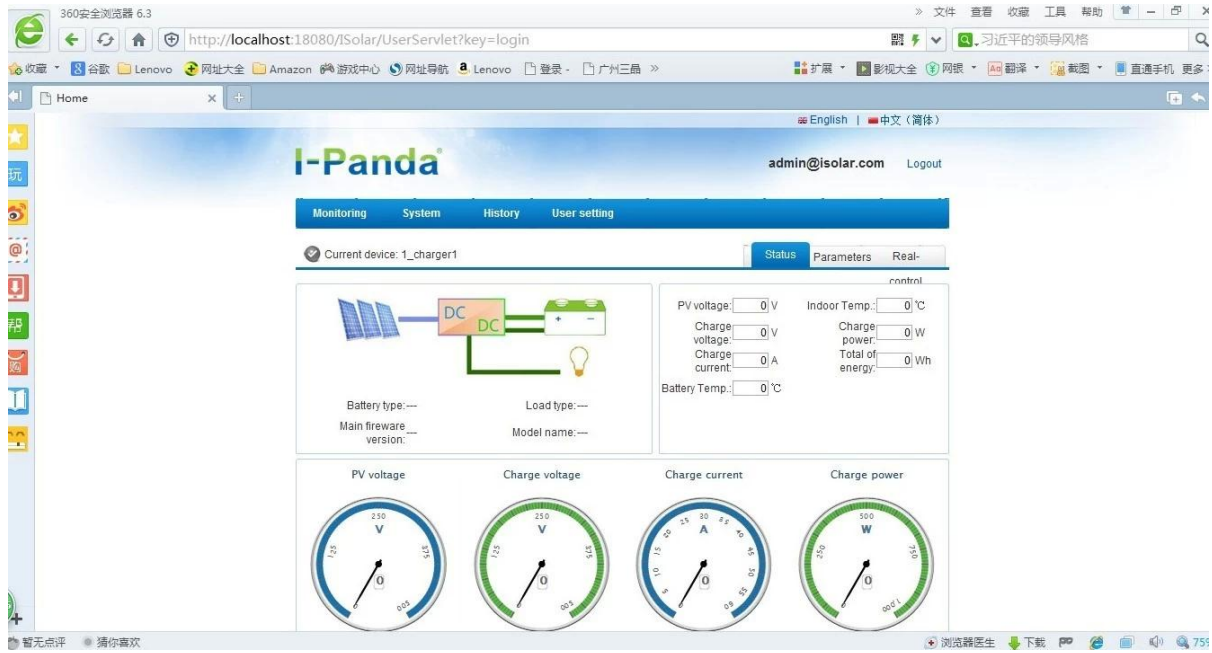 360安全浏览器 6.3
» 文件 查看 收藏 工具 帮助
http://localhost:18080/ISolar/UserServlet?key=login
习近平的领导风格
收藏 谷歌 Lenovo 网址大全 Amazon 游戏中心 网址导航 Lenovo 登录 - 广州三晶 »
扩展 影视大全 网银 翻译 截图 直通手机 更多
Home
English | 中文（简体）
I-Panda
admin@isolar.com Logout
Monitoring System History User setting
Current device: 1_charger1
Status Parameters Real-
control
DC
DC
+ -
PV voltage: 0 V Indoor Temp.: 0 ℃
Charge voltage: 0 V Charge power: 0 W
Charge current: 0 A Total of energy: 0 Wh
Battery Temp.: 0 ℃
Battery type:--- Load type:---
Main fireware version:--- Model name:---
PV voltage Charge voltage Charge current Charge power
125 250 375 500 V 0
125 250 375 500 V 0
5 10 15 20 25 30 35 40 45 50 55 60 A 0
250 500 750 1,000 W 0
玩
@
帮
购
暂无点评 猜你喜欢
浏览器医生 下载 75%